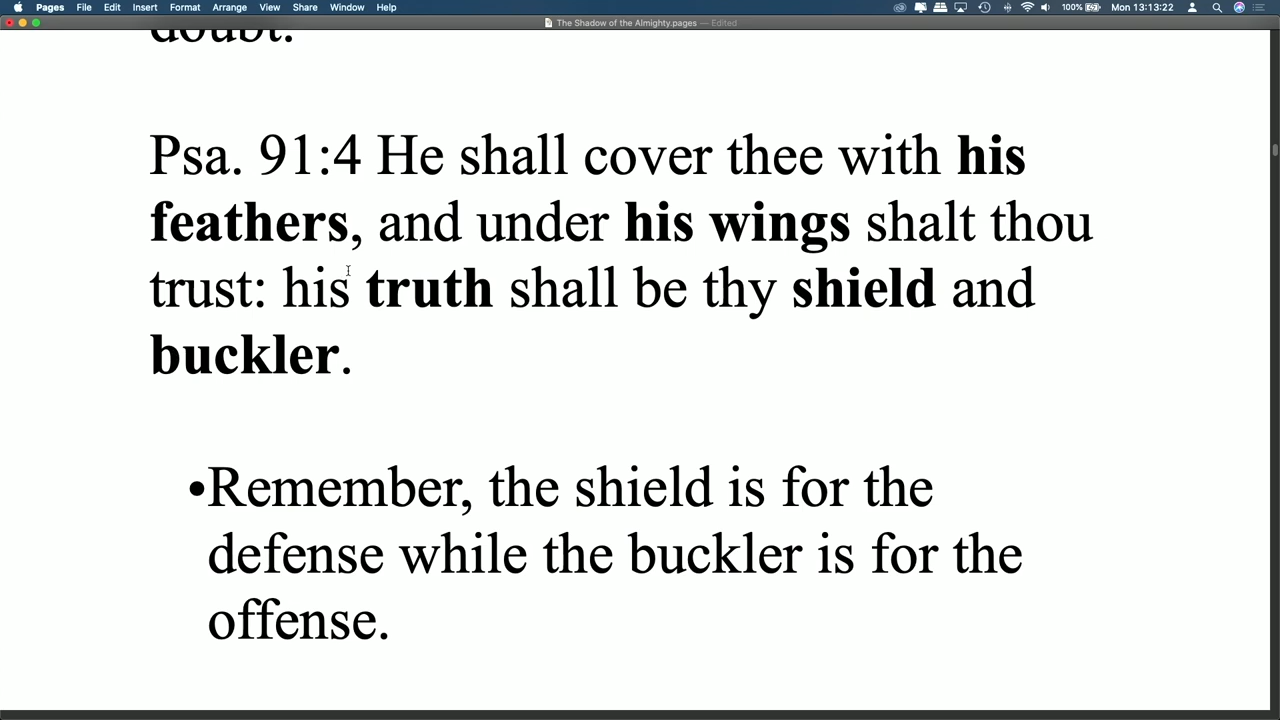 Pages File Edit Insert Format Arrange View Share Window Help 100% Mon 13:13:22
The Shadow of the Almighty.pages — Edited
doubt.
Psa. 91:4 He shall cover thee with his
feathers, and under his wings shalt thou
trust: his truth shall be thy shield and
buckler.
•Remember, the shield is for the
defense while the buckler is for the
offense.